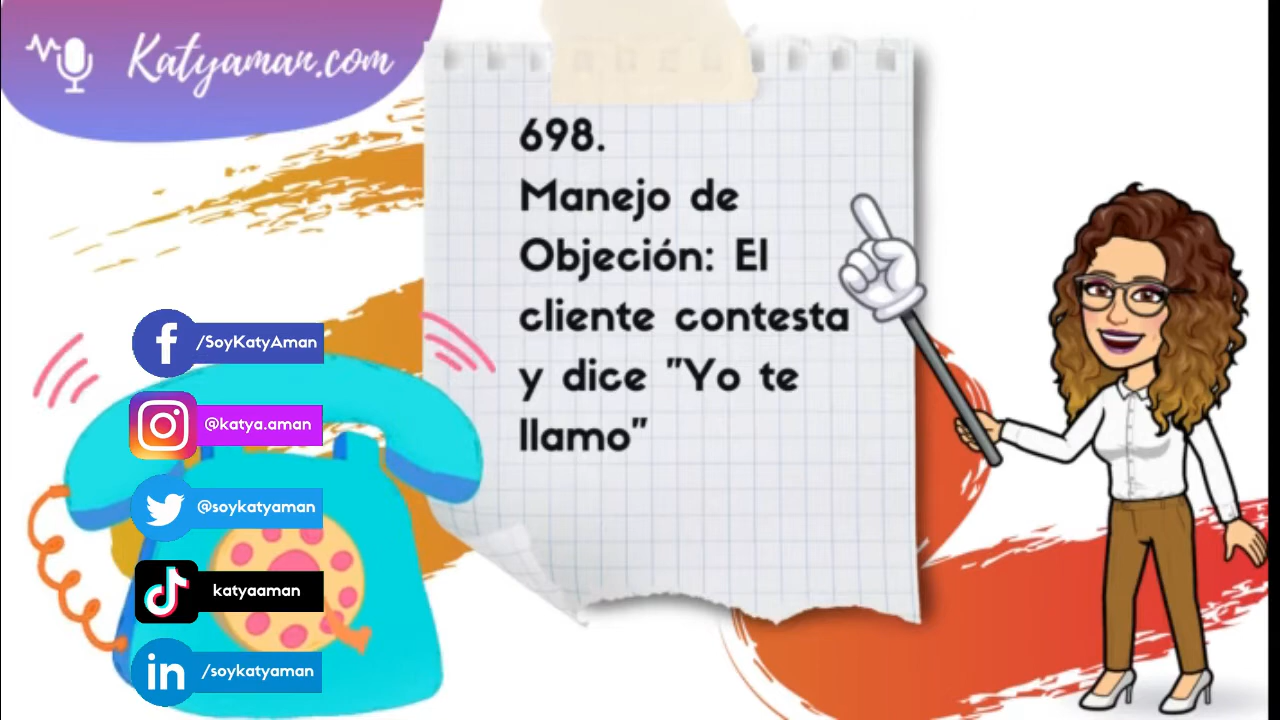 Katyaman.com
698.
Manejo de
Objeción: El
cliente contesta
y dice "Yo te
llamo"
/SoyKatyAman
@katya.aman
@soykatyaman
katyaaman
in /soykatyaman